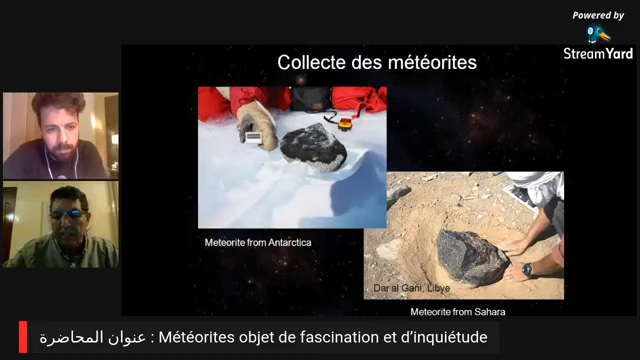 Powered by
StreamYard
Collecte des météorites
Meteorite from Antarctica
Dar al Gani, Libye
Meteorite from Sahara
عنوان المحاضرة : Météorites objet de fascination et d’inquiétude